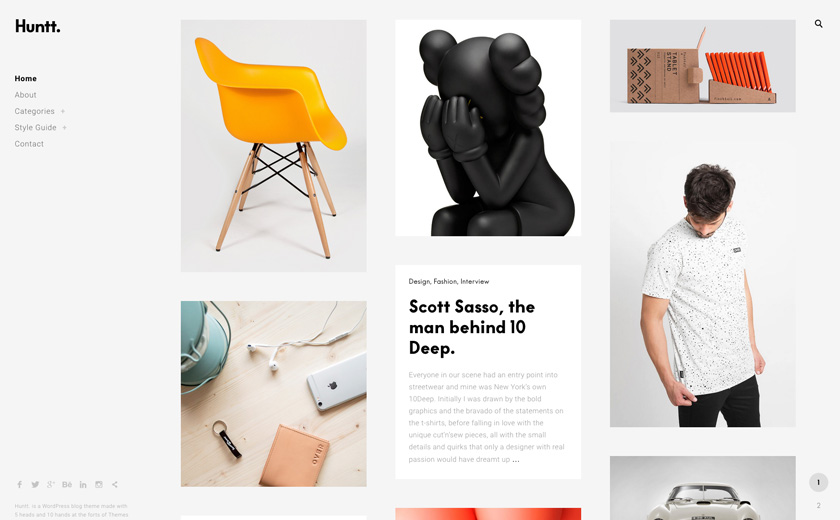 Huntt.
Home
About
Categories +
Style Guide +
Contact
TABLET
STAND
Design, Fashion, Interview
Scott Sasso, the
man behind 10
Deep.
Everyone in our scene had an entry point into
streetwear and mine was New York's own
10Deep. Initially I was drawn by the bold
graphics and the bravado of the statements on
the t-shirts, before falling in love with the
unique cut'n'sew pieces, all with the small
details and quirks that only a designer with real
passion would have dreamt up ...
READ
1
2
Huntt. is a WordPress blog theme made with
5 heads and 10 hands at the forts of Themes